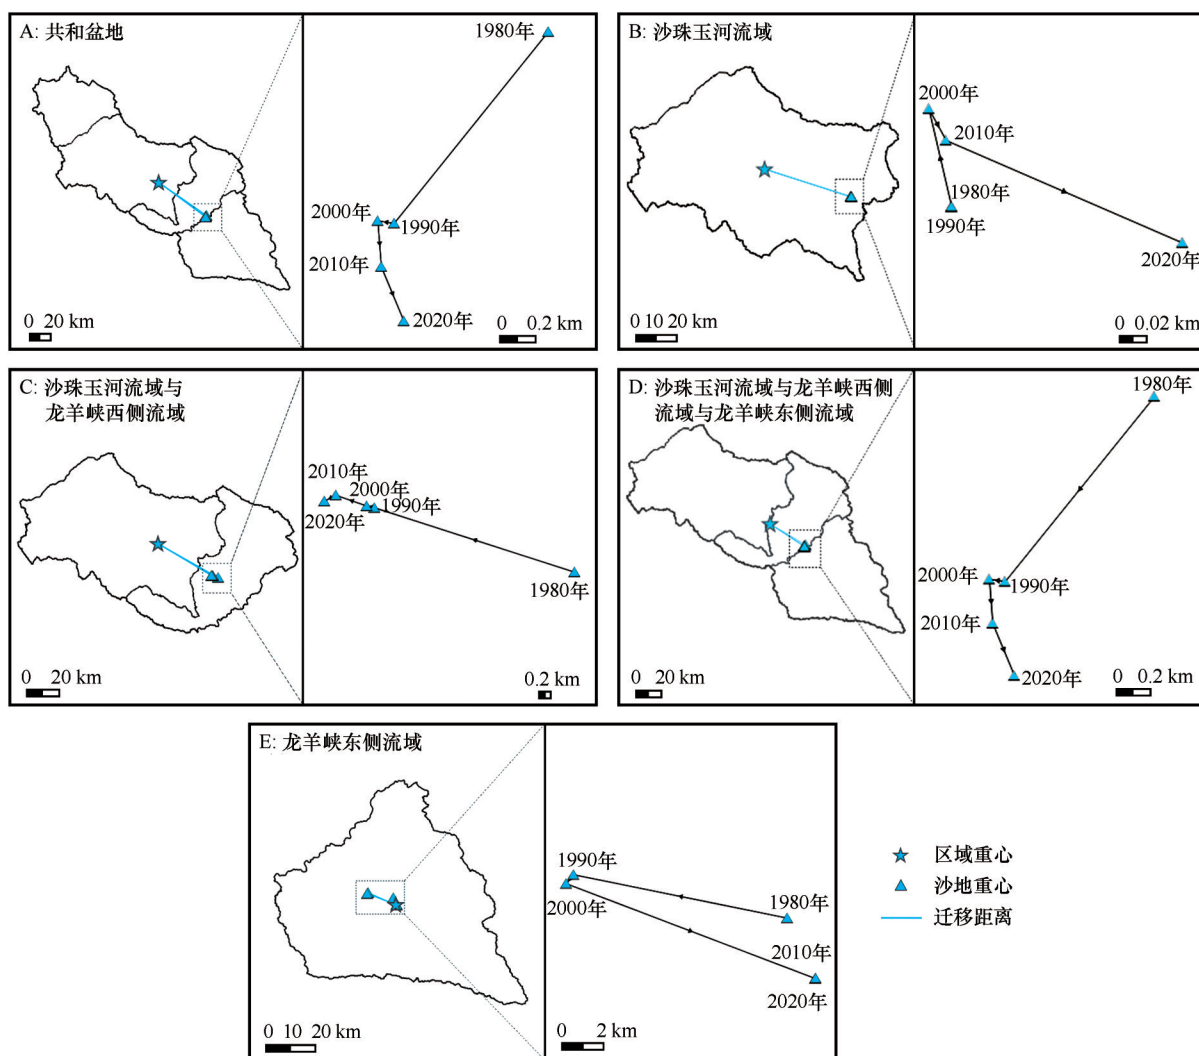 A: 共和盆地
1980年
2000年
1990年
2010年
2020年
0 20 km
0 0.2 km
B: 沙珠玉河流域
2000年
2010年
1980年
1990年
2020年
0 10 20 km
0 0.02 km
C: 沙珠玉河流域与
龙羊峡西侧流域
2010年
2000年
1990年
2020年
1980年
0 20 km
0.2 km
D: 沙珠玉河流域与龙羊峡西侧
流域与龙羊峡东侧流域
1980年
2000年
1990年
2010年
2020年
0 20 km
0 0.2 km
E: 龙羊峡东侧流域
1990年
2000年
1980年
2010年
2020年
0 10 20 km
0 2 km
区域重心
沙地重心
迁移距离